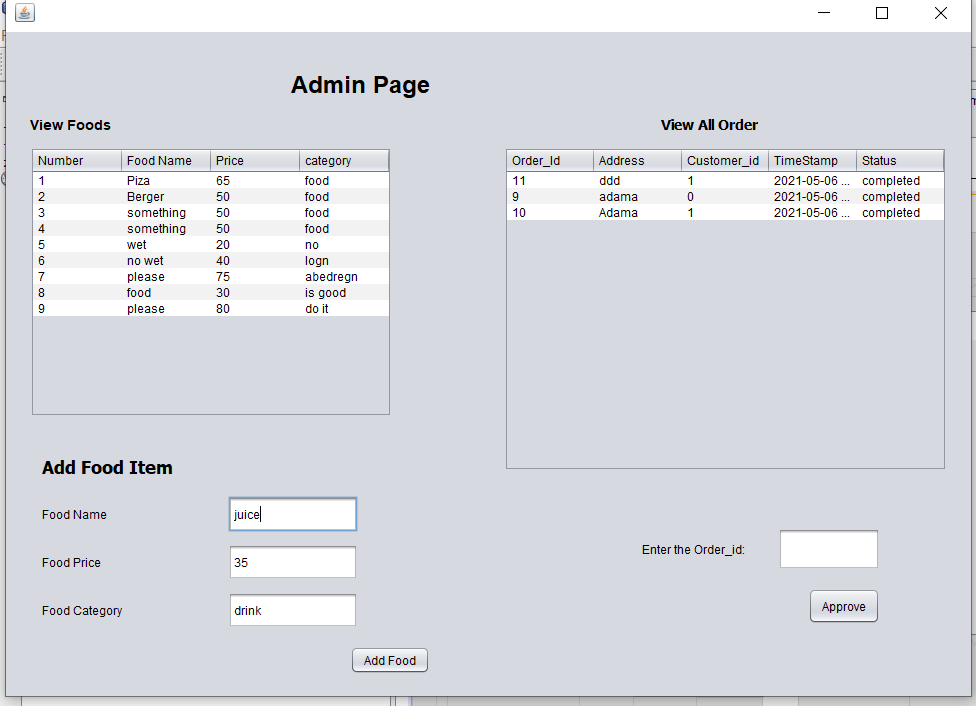 Admin Page
View Foods
Number Food Name Price category
1 Piza 65 food
2 Berger 50 food
3 something 50 food
4 something 50 food
5 wet 20 no
6 no wet 40 logn
7 please 75 abedregn
8 food 30 is good
9 please 80 do it
View All Order
Order_Id Address Customer_id TimeStamp Status
11 ddd 1 2021-05-06 ... completed
9 adama 0 2021-05-06 ... completed
10 Adama 1 2021-05-06 ... completed
Add Food Item
Food Name juice
Food Price 35
Food Category drink
Add Food
Enter the Order_id:
Approve